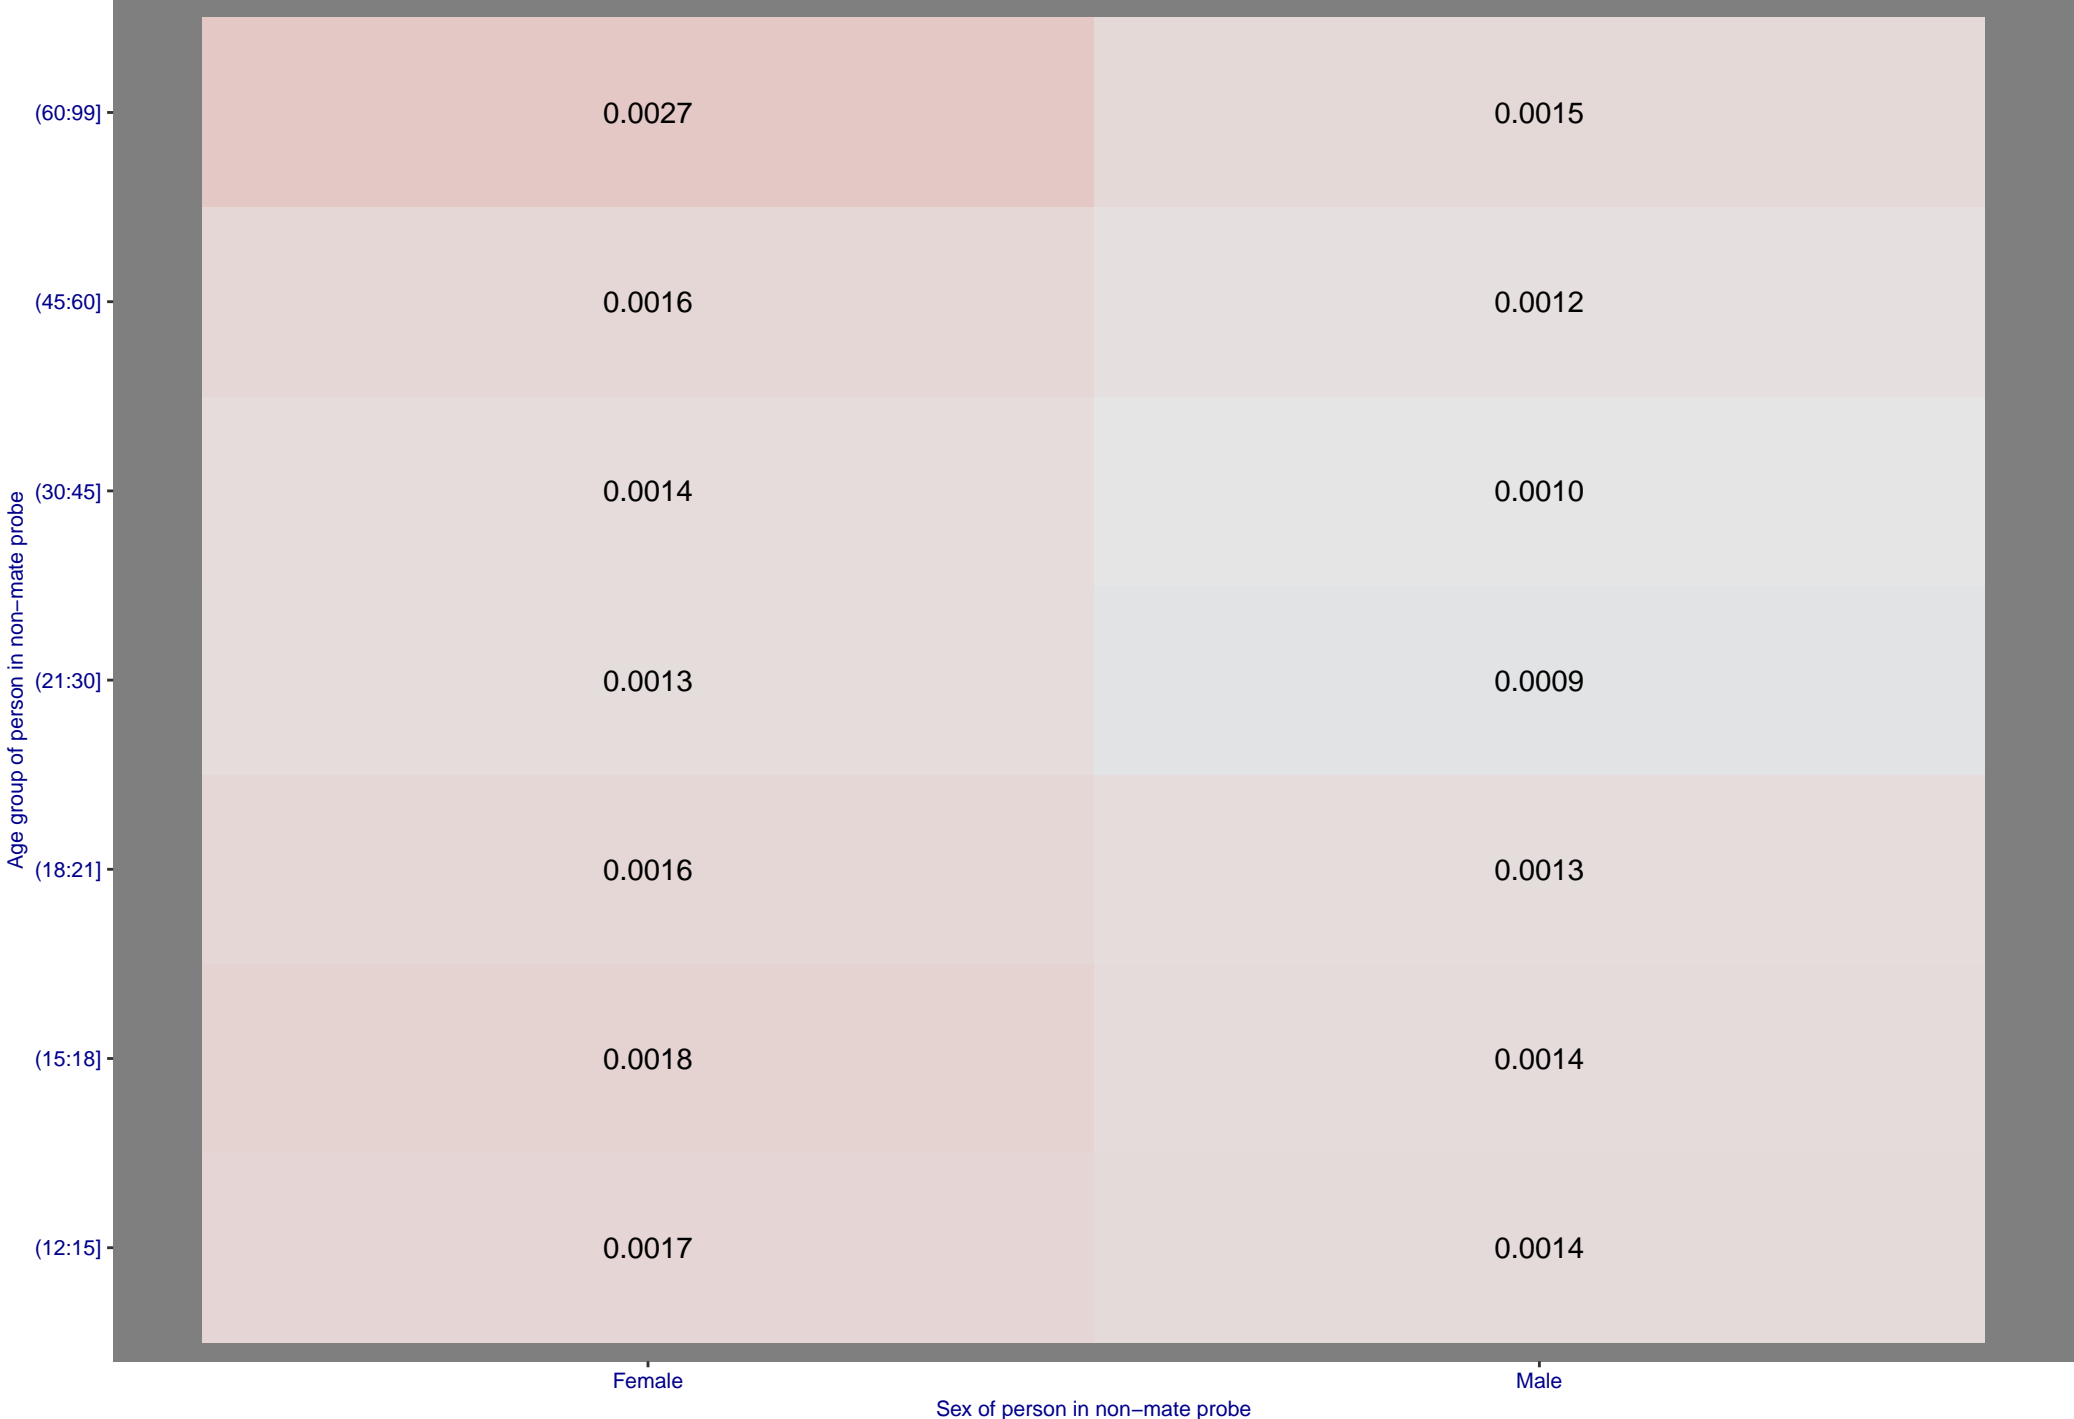 Age group of person in non−mate probe
(60:99] 0.0027 0.0015
(45:60] 0.0016 0.0012
(30:45] 0.0014 0.0010
(21:30] 0.0013 0.0009
(18:21] 0.0016 0.0013
(15:18] 0.0018 0.0014
(12:15] 0.0017 0.0014
Female Male
Sex of person in non−mate probe